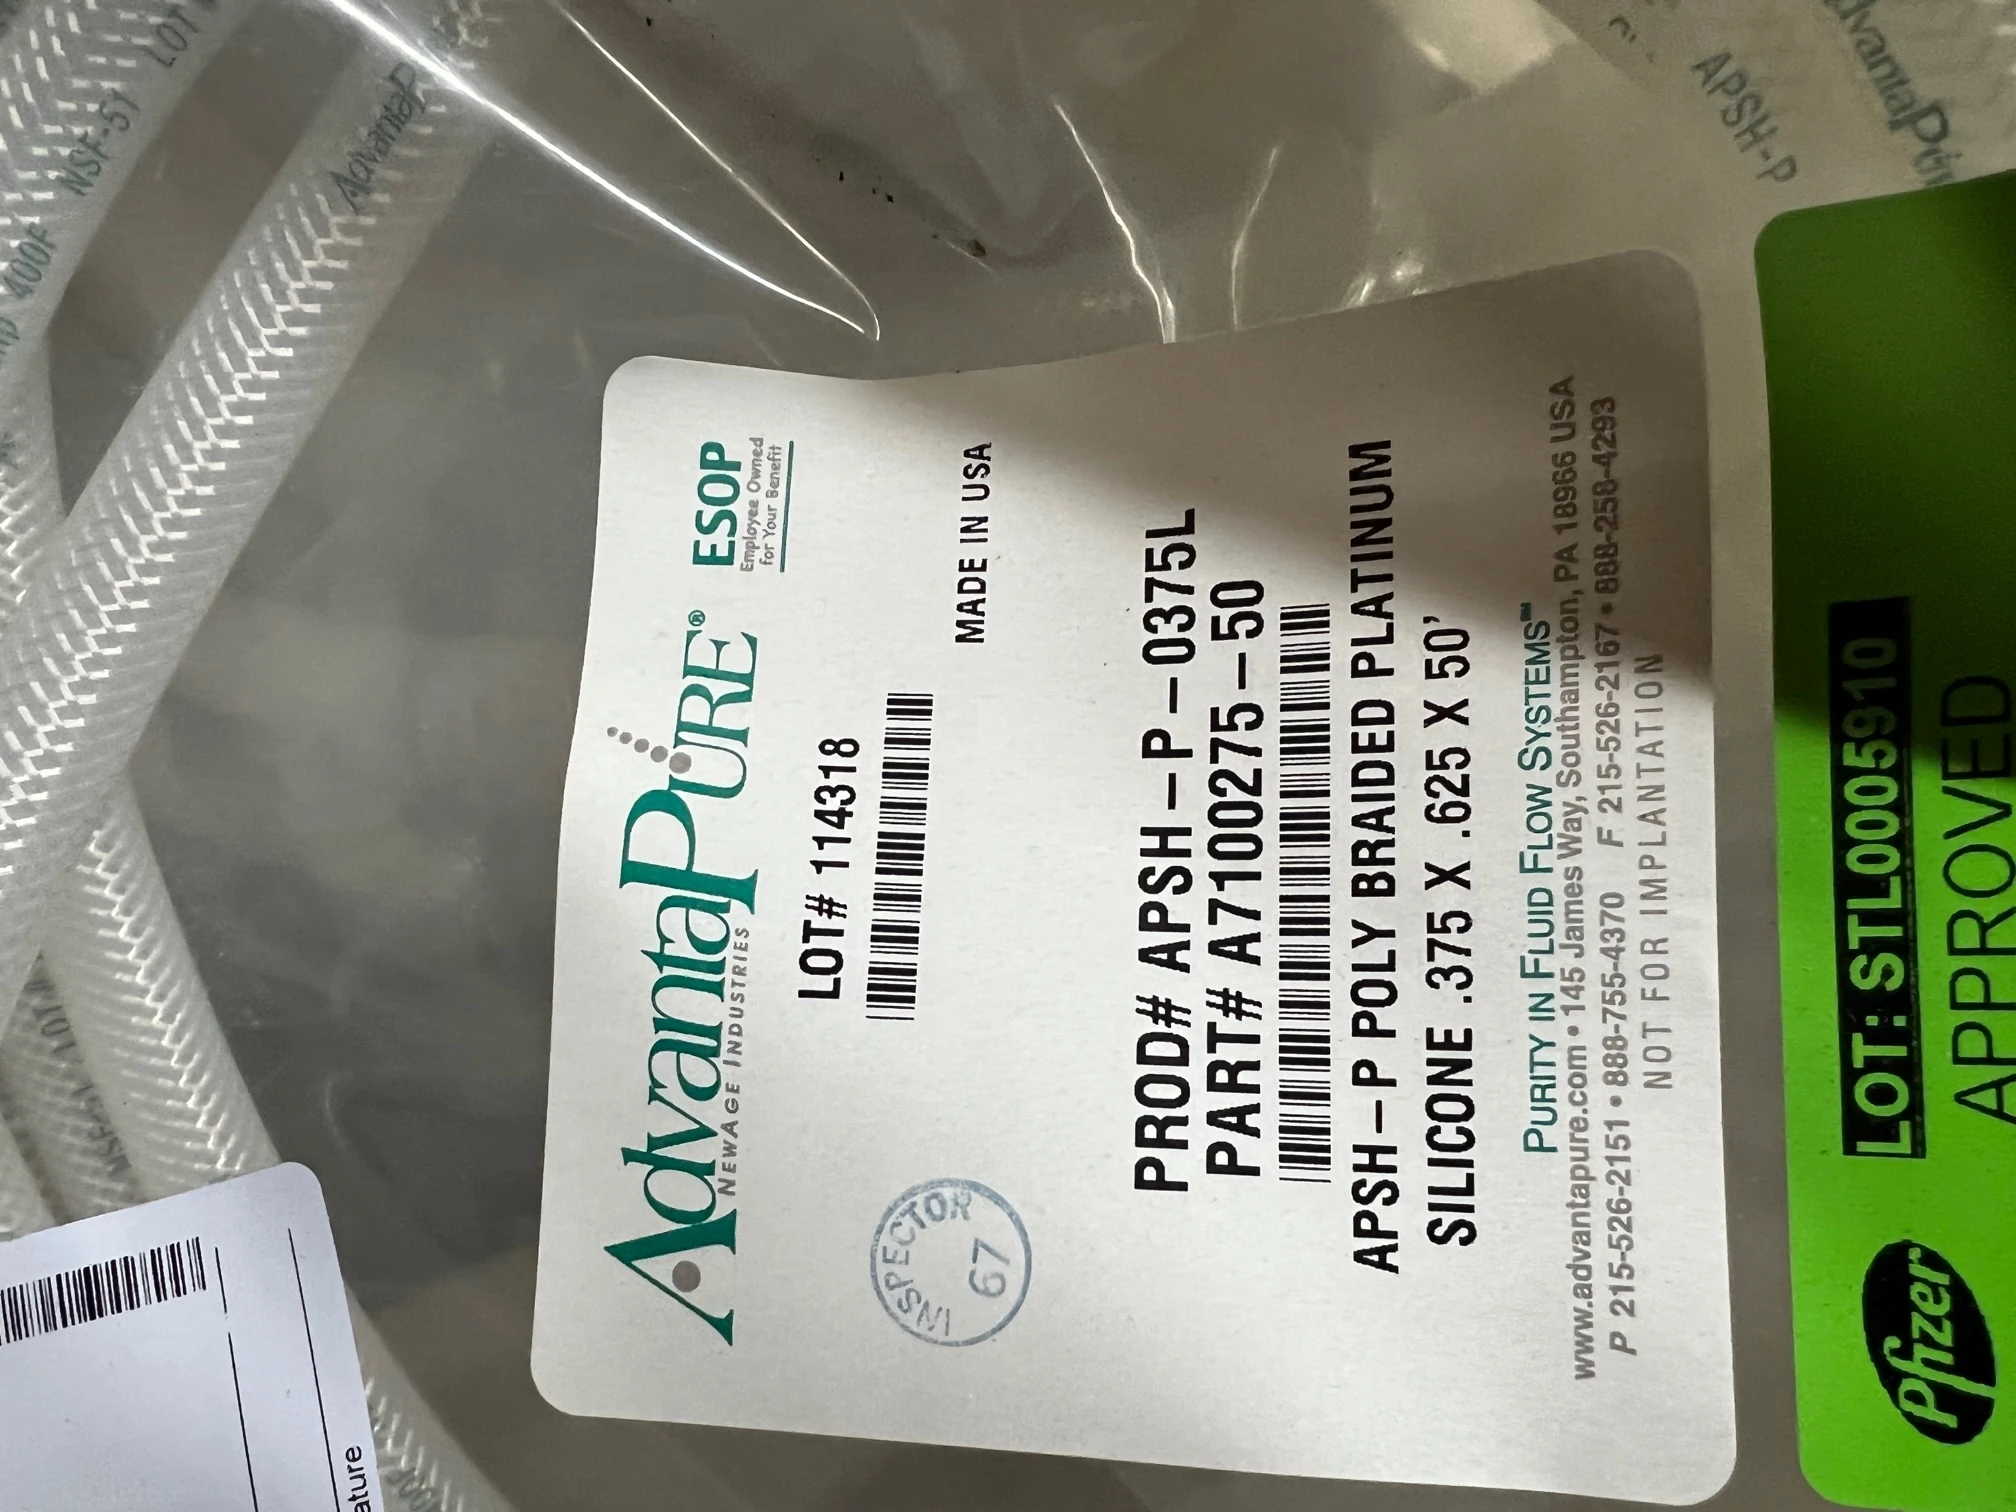 AdvantaPure®
NewAge Industries
ESOP
Employee Owned
for Your Benefit
LOT# 114318
MADE IN USA
INSPECTOR
67
PROD# APSH-P-0375L
PART# A7100275-50
APSH-P POLY BRAIDED PLATINUM
SILICONE .375 X .625 X 50'
Purity in Fluid Flow Systems℠
www.advantapure.com • 145 James Way, Southampton, PA 18966 USA
P 215-526-2151 • 888-755-4370 F 215-526-2167 • 888-258-4293
NOT FOR IMPLANTATION
Pfizer
LOT: STL0005910
APPROVED
APSH-P
NSF-51
400F